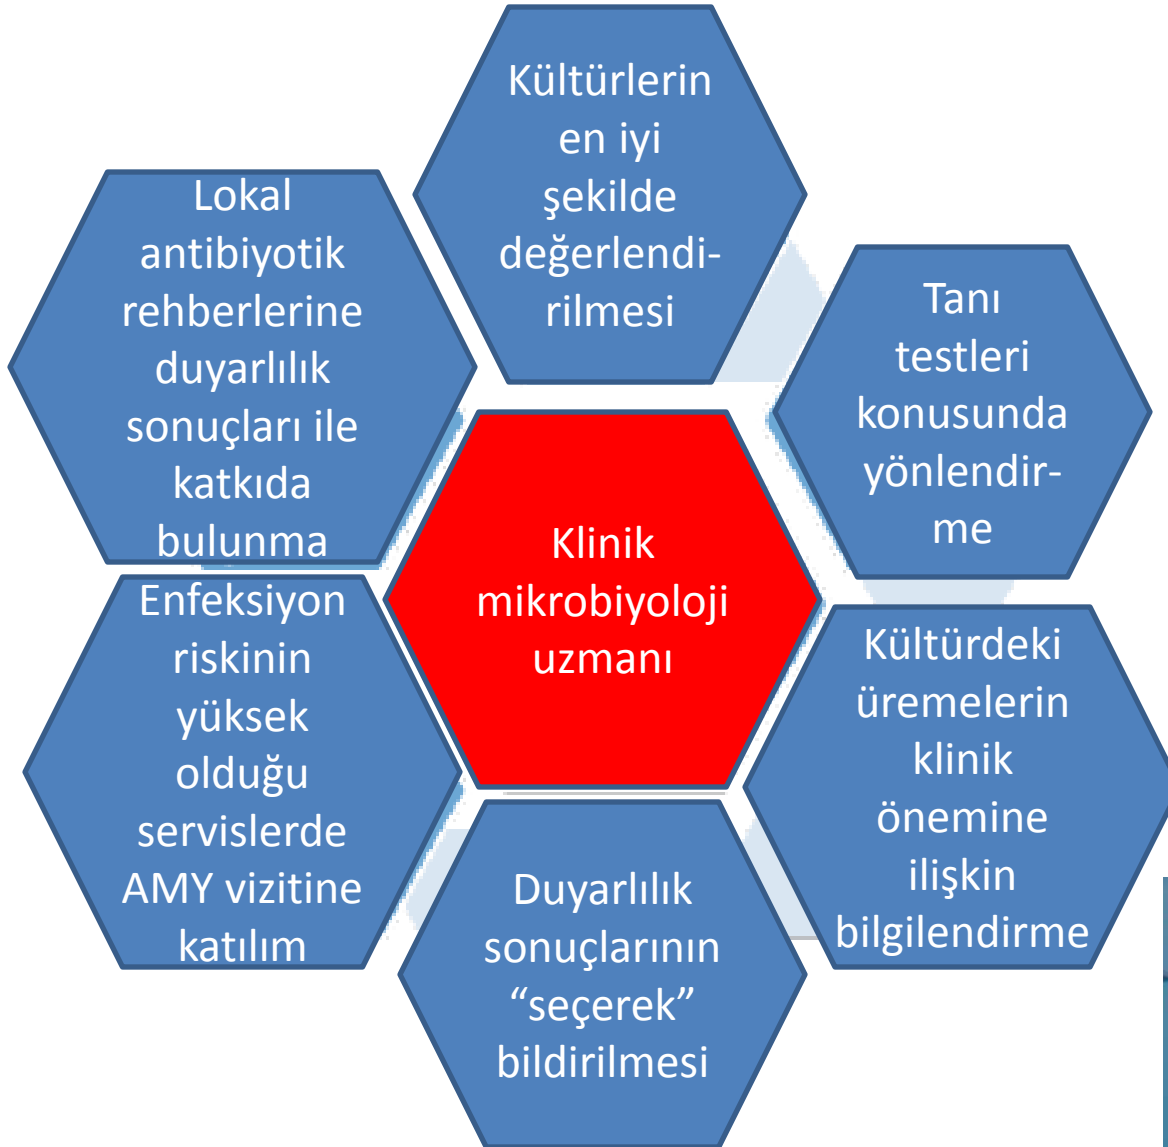 Kültürlerin
en iyi
şekilde
değerlendi-
rilmesi
Tanı
testleri
konusunda
yönlendir-
me
Kültürdeki
üremelerin
klinik
önemine
ilişkin
bilgilendirme
Duyarlılık
sonuçlarının
“seçerek”
bildirilmesi
Enfeksiyon
riskinin
yüksek
olduğu
servislerde
AMY vizitine
katılım
Lokal
antibiyotik
rehberlerine
duyarlılık
sonuçları ile
katkıda
bulunma
Klinik
mikrobiyoloji
uzmanı